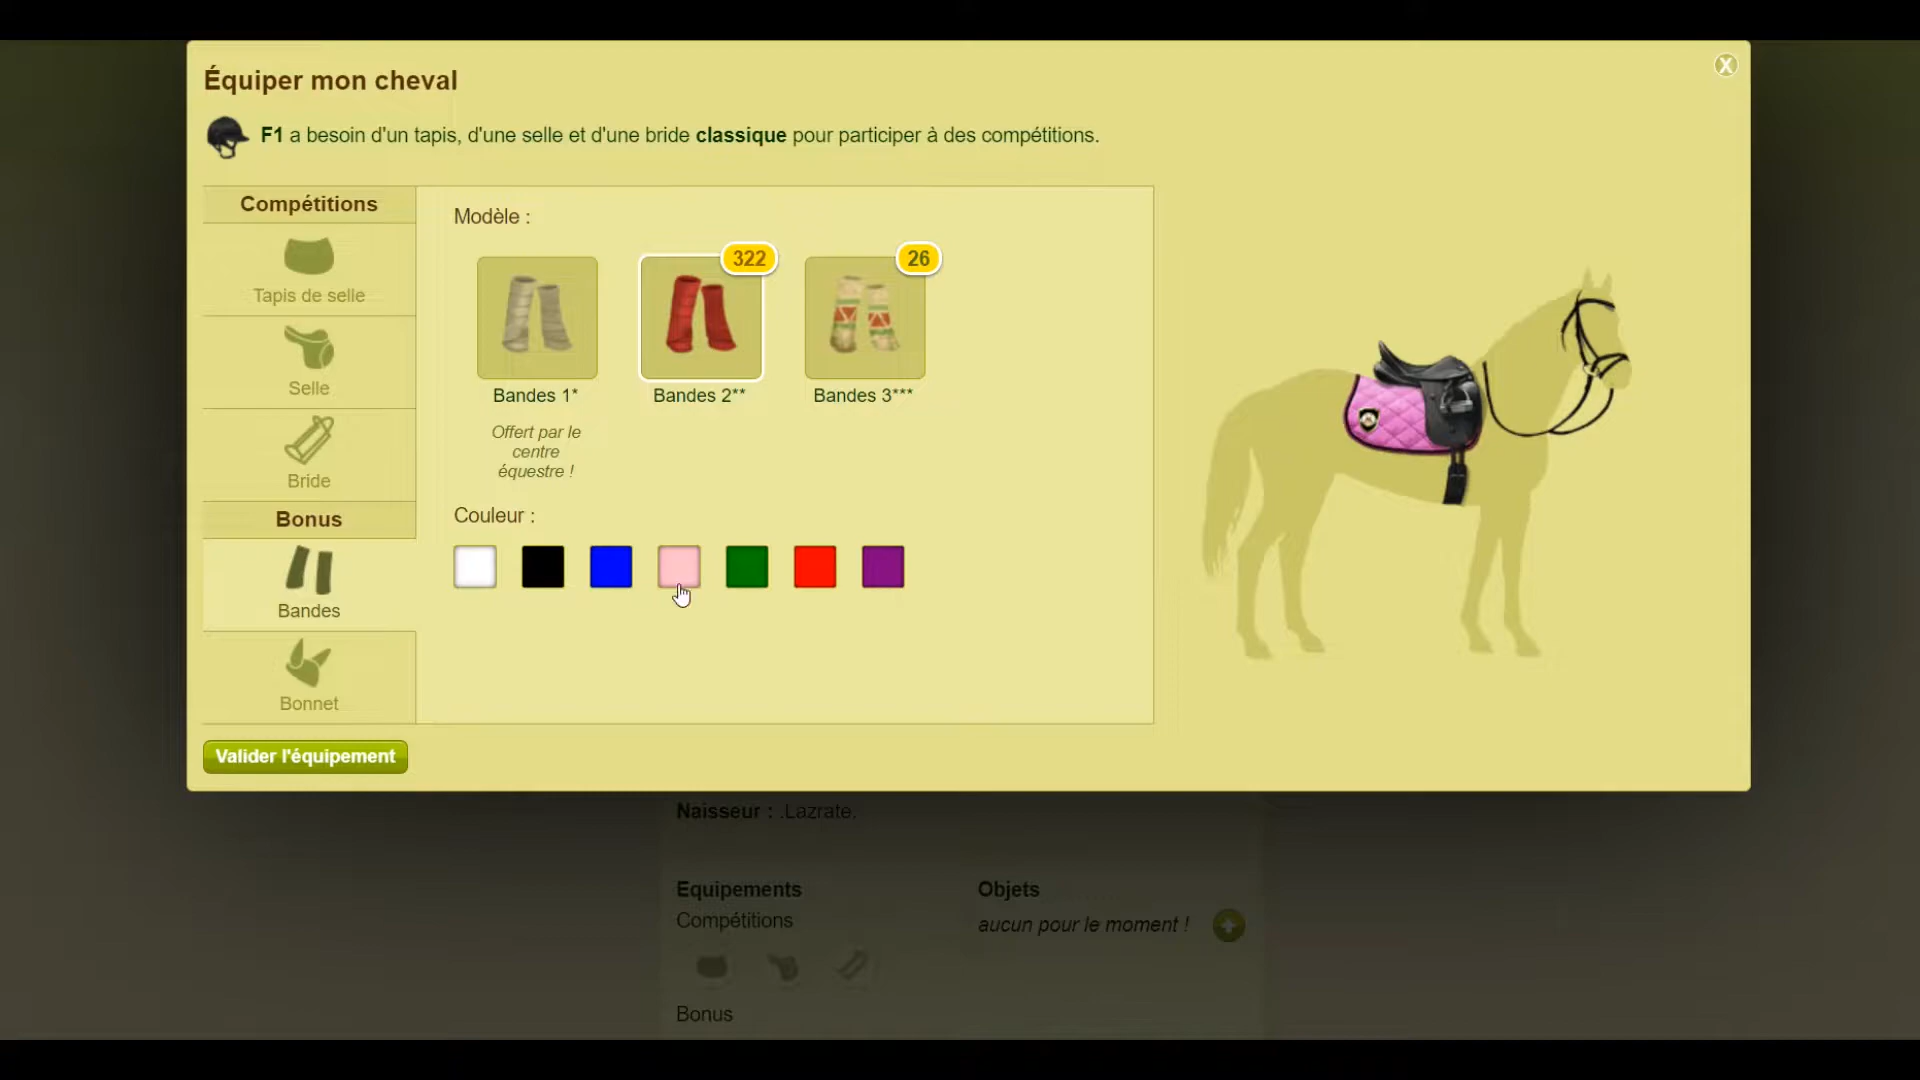 Équiper mon cheval
X
F1 a besoin d'un tapis, d'une selle et d'une bride classique pour participer à des compétitions.
Compétitions
Tapis de selle
Selle
Bride
Bonus
Bandes
Bonnet
Modèle :
322
26
Bandes 1*
Bandes 2**
Bandes 3***
Offert par le
centre
équestre !
Couleur :
Valider l'équipement
Naisseur : .Lazrate.
Equipements
Objets
Compétitions
aucun pour le moment !
Bonus